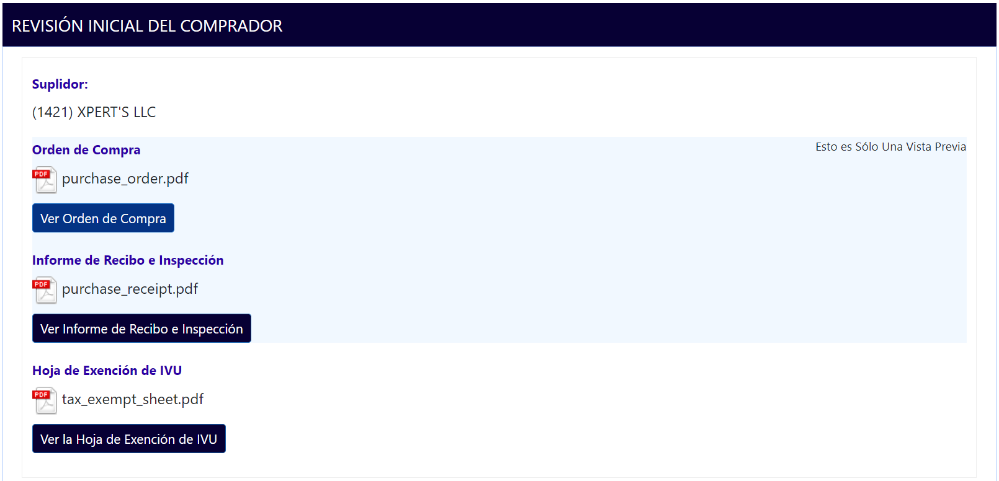 REVISIÓN INICIAL DEL COMPRADOR
Suplidor:
(1421) XPERT'S LLC
Orden de Compra
Esto es Sólo Una Vista Previa
PDF
purchase_order.pdf
Ver Orden de Compra
Informe de Recibo e Inspección
PDF
purchase_receipt.pdf
Ver Informe de Recibo e Inspección
Hoja de Exención de IVU
PDF
tax_exempt_sheet.pdf
Ver la Hoja de Exención de IVU